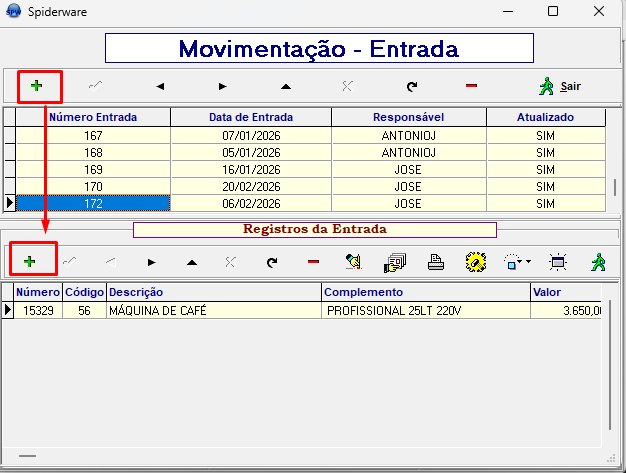 Spiderware
Movimentação - Entrada
Sair
Número Entrada Data de Entrada Responsável Atualizado
167 07/01/2026 ANTONIOJ SIM
168 05/01/2026 ANTONIOJ SIM
169 16/01/2026 JOSE SIM
170 20/02/2026 JOSE SIM
172 06/02/2026 JOSE SIM
Registros da Entrada
Número Código Descrição Complemento Valor
15329 56 MÁQUINA DE CAFÉ PROFISSIONAL 25LT 220V 3.650,0